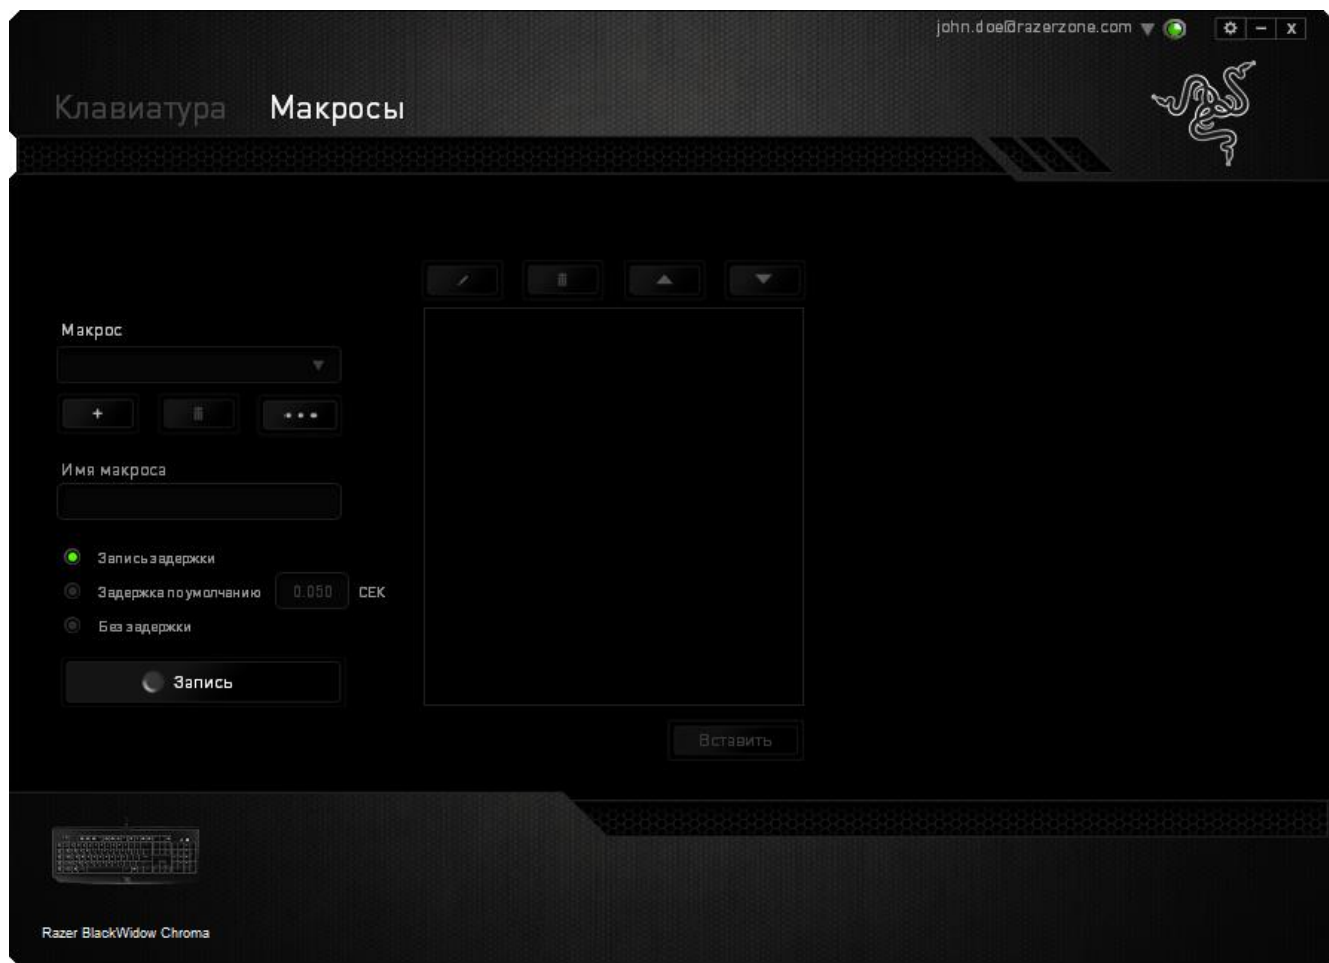 john.doe@razerzone.com
Клавиатура Макросы
Макрос
Имя макроса
Запись задержки
Задержка по умолчанию 0.050 СЕК
Без задержки
Запись
Вставить
Razer BlackWidow Chroma